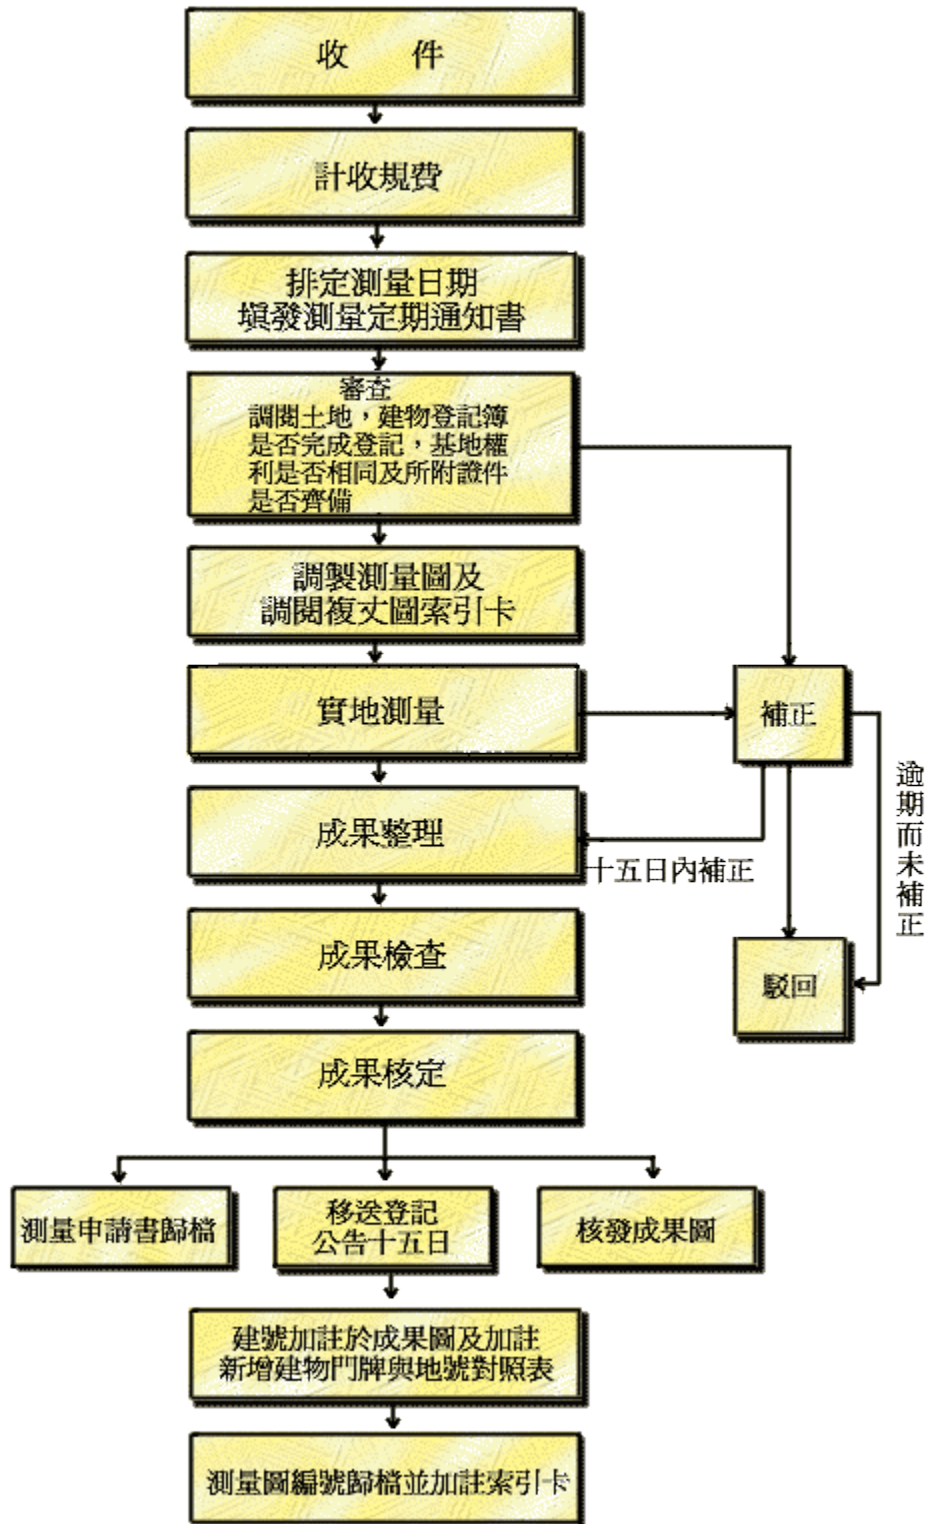 收 件
計收規費
排定測量日期
填發測量定期通知書
審查
調閱土地，建物登記簿
是否完成登記，基地權
利是否相同及所附證件
是否齊備
調製測量圖及
調閱複丈圖索引卡
實地測量
補正
逾期而未補正
成果整理
十五日內補正
成果檢查
駁回
成果核定
測量申請書歸檔
移送登記
公告十五日
核發成果圖
建號加註於成果圖及加註
新增建物門牌與地號對照表
測量圖編號歸檔並加註索引卡